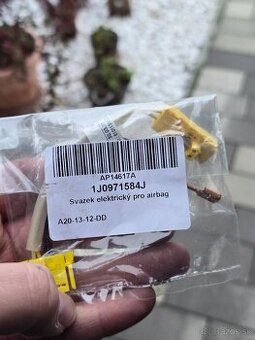 AP14617A
1J0971584J
Svazek elektrický pro airbag
A20-13-12-DD